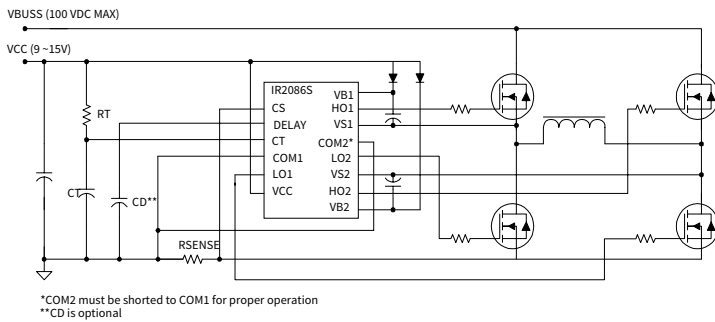 VBUSS (100 VDC MAX)
VCC (9 ~15V)
IR2086S
CS
DELAY
CT
COM1
LO1
VCC
VB1
HO1
VS1
COM2*
LO2
VS2
HO2
VB2
RT
CT
CD**
RSENSE
*COM2 must be shorted to COM1 for proper operation
**CD is optional